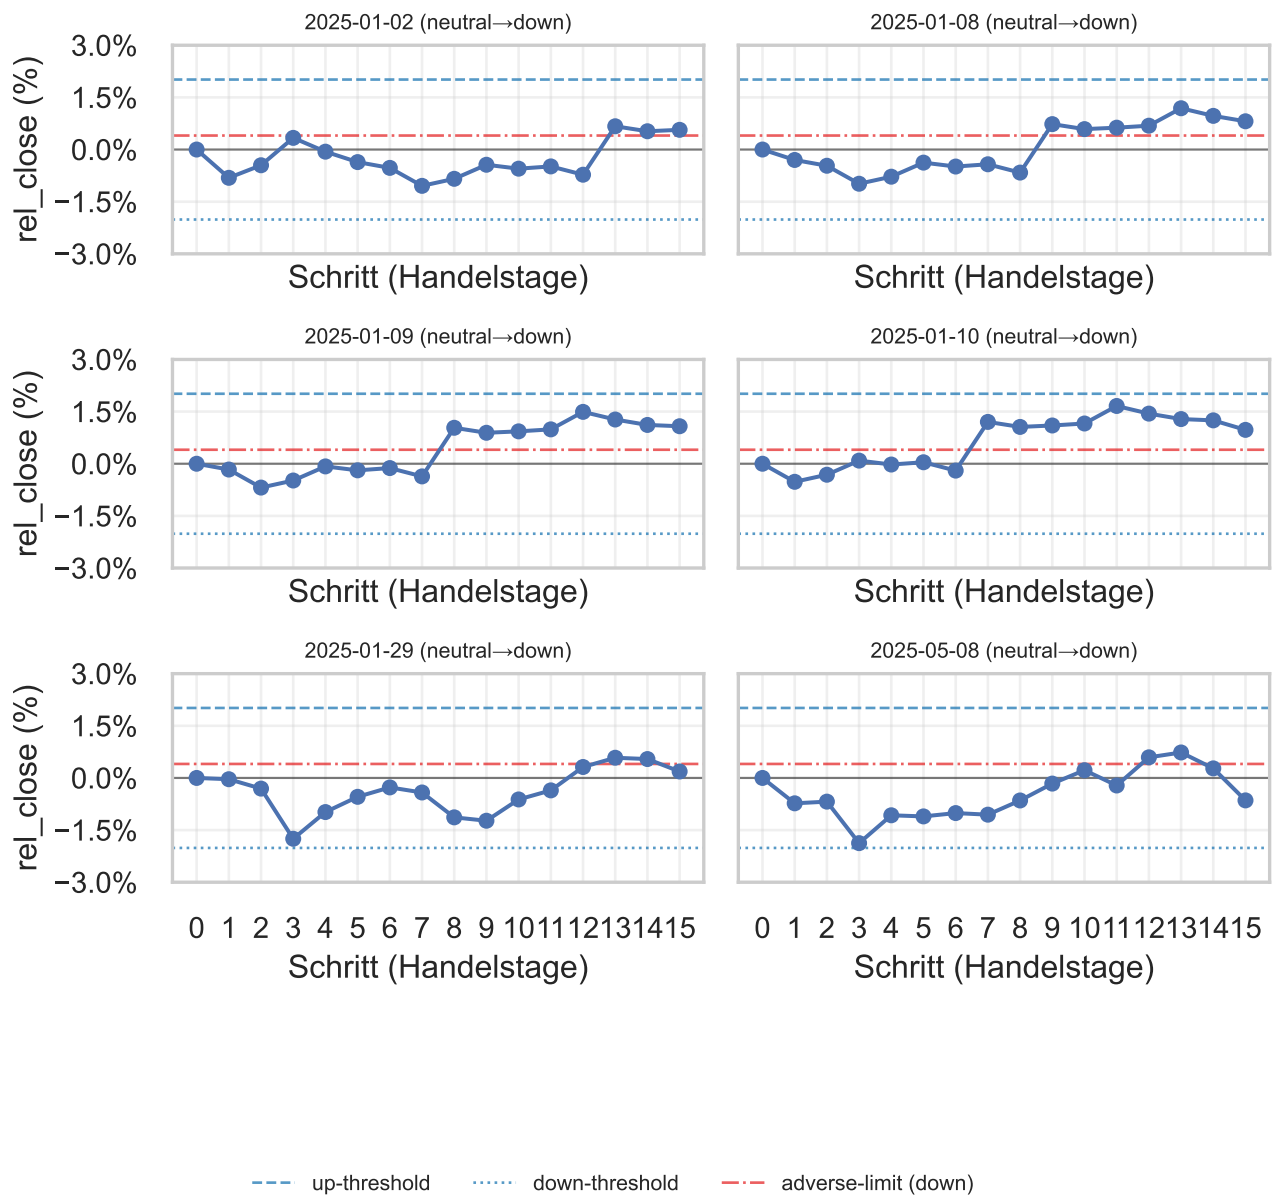 2025-01-02 (neutral→down)
2025-01-08 (neutral→down)
3.0%
1.5%
0.0%
−1.5%
−3.0%
rel_close (%)
Schritt (Handelstage)
Schritt (Handelstage)
2025-01-09 (neutral→down)
2025-01-10 (neutral→down)
3.0%
1.5%
0.0%
−1.5%
−3.0%
rel_close (%)
Schritt (Handelstage)
Schritt (Handelstage)
2025-01-29 (neutral→down)
2025-05-08 (neutral→down)
3.0%
1.5%
0.0%
−1.5%
−3.0%
rel_close (%)
0 1 2 3 4 5 6 7 8 9 10 11 12 13 14 15
0 1 2 3 4 5 6 7 8 9 10 11 12 13 14 15
Schritt (Handelstage)
Schritt (Handelstage)
up-threshold
down-threshold
adverse-limit (down)